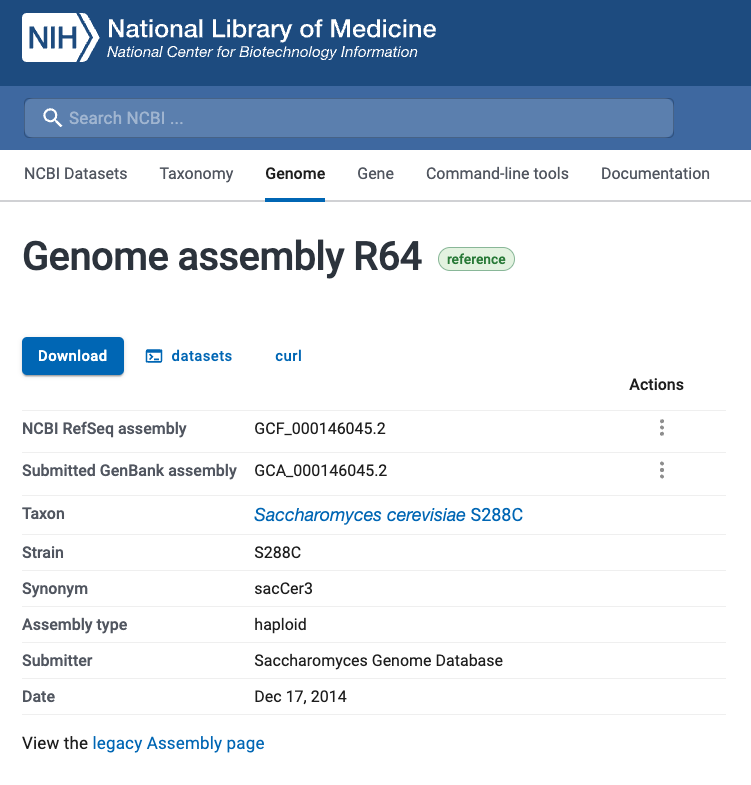 NIH National Library of Medicine
National Center for Biotechnology Information
Search NCBI ...
NCBI Datasets Taxonomy Genome Gene Command-line tools Documentation
Genome assembly R64 reference
Download datasets curl
Actions
NCBI RefSeq assembly GCF_000146045.2
Submitted GenBank assembly GCA_000146045.2
Taxon Saccharomyces cerevisiae S288C
Strain S288C
Synonym sacCer3
Assembly type haploid
Submitter Saccharomyces Genome Database
Date Dec 17, 2014
View the legacy Assembly page